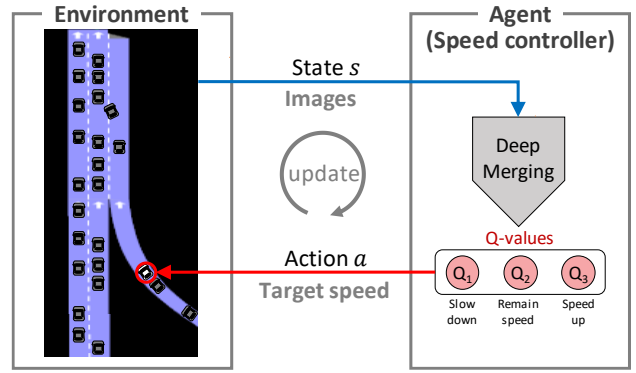 Environment
Agent
(Speed controller)
State s
Images
update
Deep
Merging
Q-values
Action a
Target speed
Q1 Q2 Q3
Slow
down
Remain
speed
Speed
up